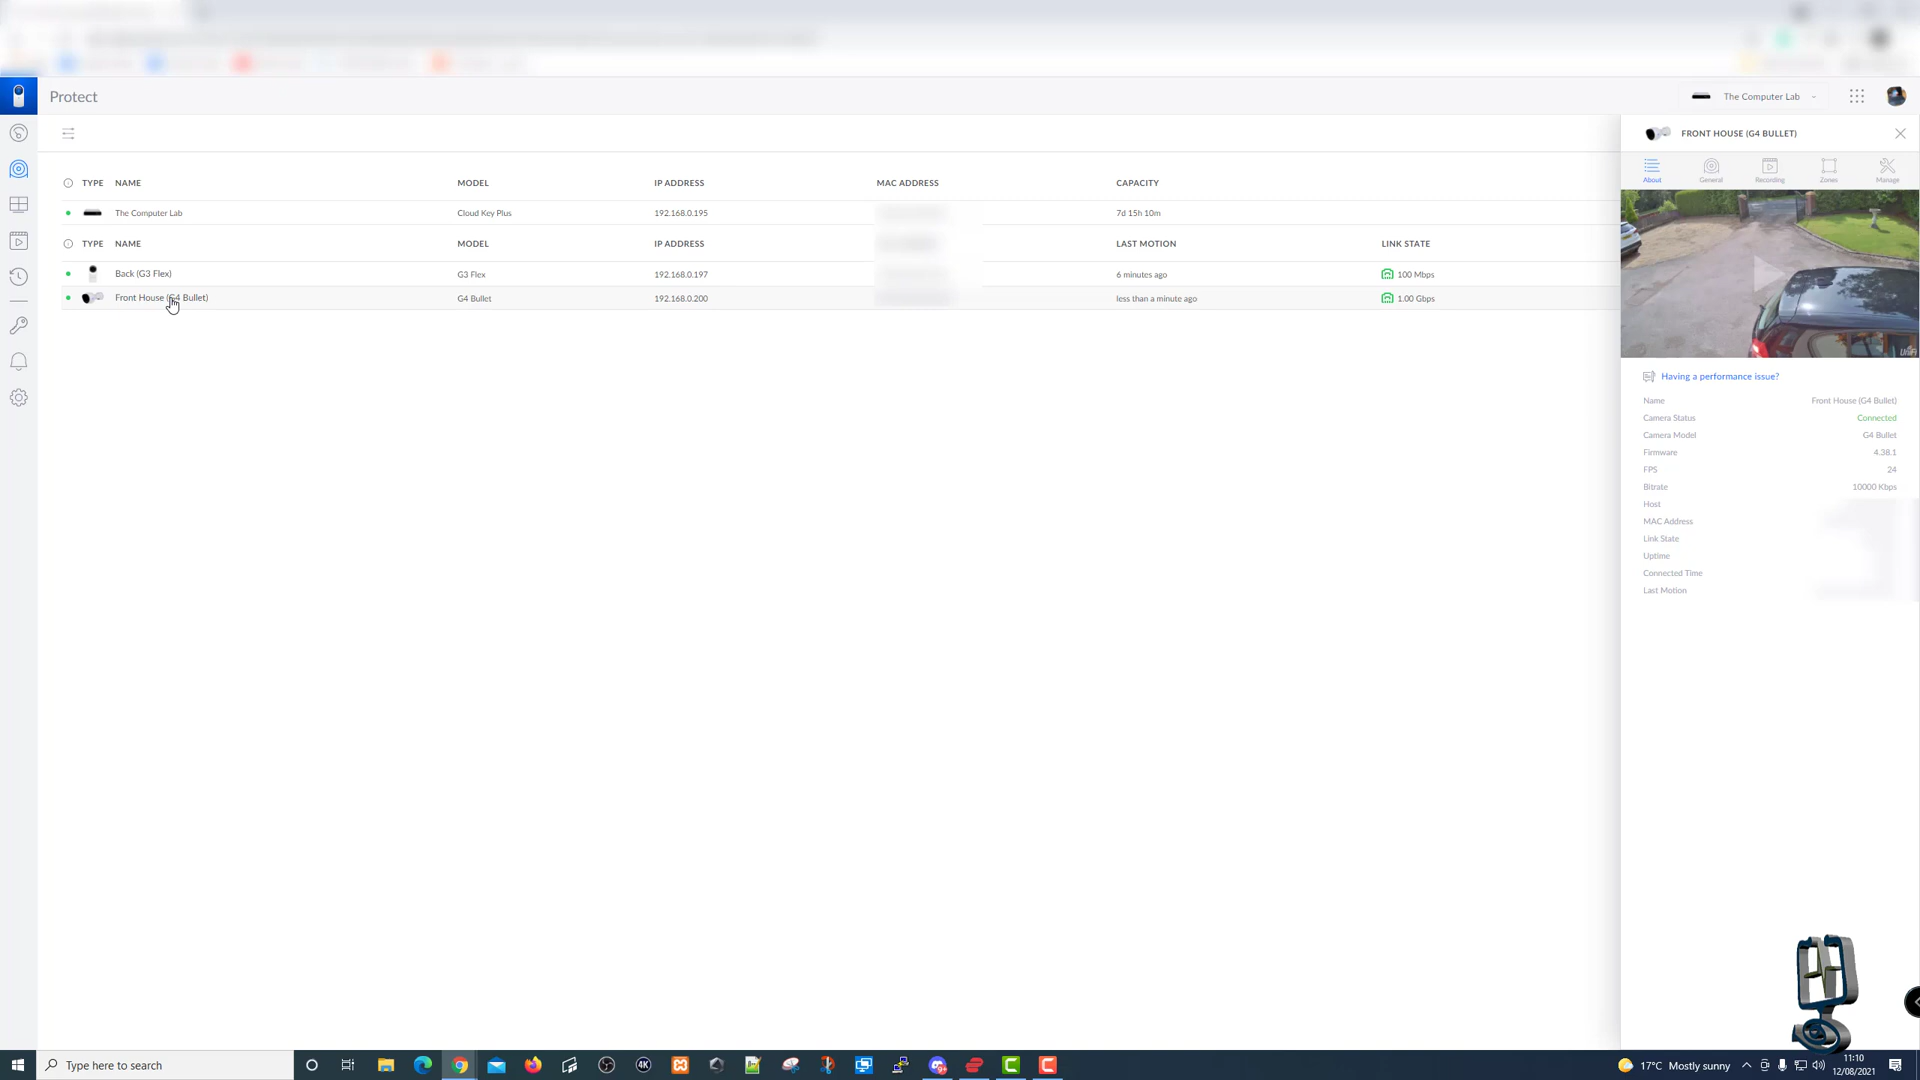 Protect
The Computer Lab
FRONT HOUSE (G4 BULLET)
About
General
Recording
Zones
Manage
TYPE NAME MODEL IP ADDRESS MAC ADDRESS CAPACITY
The Computer Lab Cloud Key Plus 192.168.0.195 7d 15h 10m
TYPE NAME MODEL IP ADDRESS LAST MOTION LINK STATE
Back (G3 Flex) G3 Flex 192.168.0.197 6 minutes ago 100 Mbps
Front House (G4 Bullet) G4 Bullet 192.168.0.200 less than a minute ago 1.00 Gbps
UniFi
Having a performance issue?
Name Front House (G4 Bullet)
Camera Status Connected
Camera Model G4 Bullet
Firmware 4.38.1
FPS 24
Bitrate 10000 Kbps
Host
MAC Address
Link State
Uptime
Connected Time
Last Motion
Type here to search
4K
17°C Mostly sunny
11:10
12/08/2021